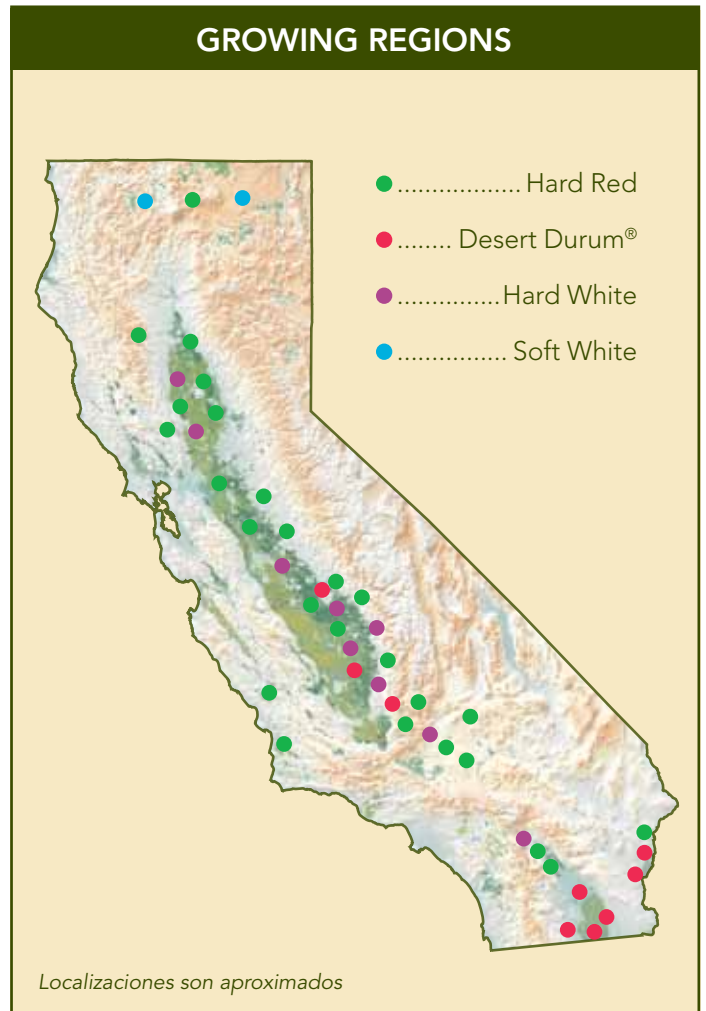 GROWING REGIONS
.................. Hard Red
........ Desert Durum®
...............Hard White
................ Soft White
Localizaciones son aproximados